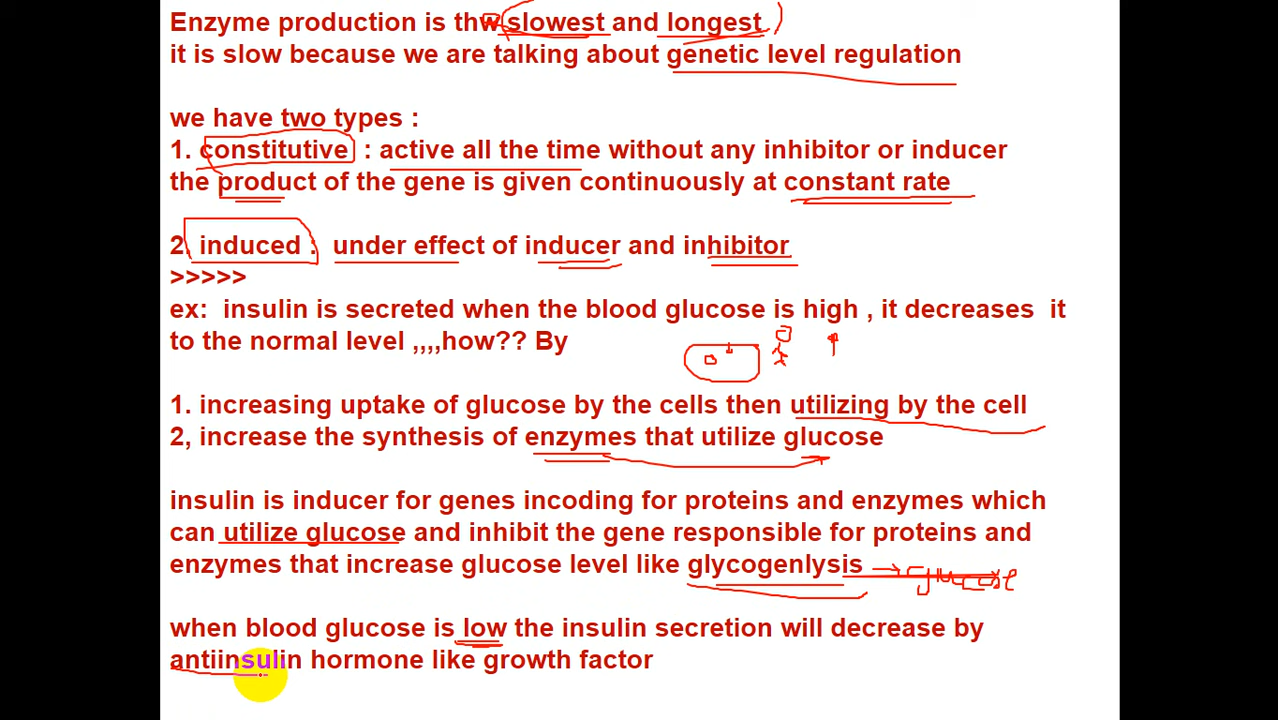 Enzyme production is thw slowest and longest .
it is slow because we are talking about genetic level regulation
we have two types :
1. constitutive : active all the time without any inhibitor or inducer
the product of the gene is given continuously at constant rate
2. induced : under effect of inducer and inhibitor
>>>>>
ex: insulin is secreted when the blood glucose is high , it decreases it
to the normal level ,,,,how?? By
1. increasing uptake of glucose by the cells then utilizing by the cell
2, increase the synthesis of enzymes that utilize glucose
insulin is inducer for genes incoding for proteins and enzymes which
can utilize glucose and inhibit the gene responsible for proteins and
enzymes that increase glucose level like glycogenlysis → glucose
when blood glucose is low the insulin secretion will decrease by
antiinsulin hormone like growth factor